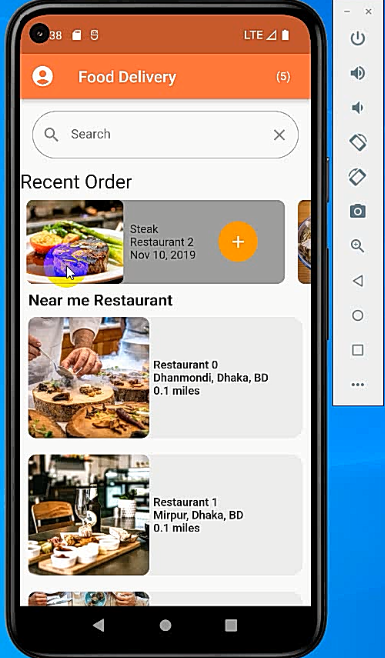 38
LTE
Food Delivery
(5)
Search
Recent Order
Steak
Restaurant 2
Nov 10, 2019
+
Near me Restaurant
Restaurant 0
Dhanmondi, Dhaka, BD
0.1 miles
Restaurant 1
Mirpur, Dhaka, BD
0.1 miles